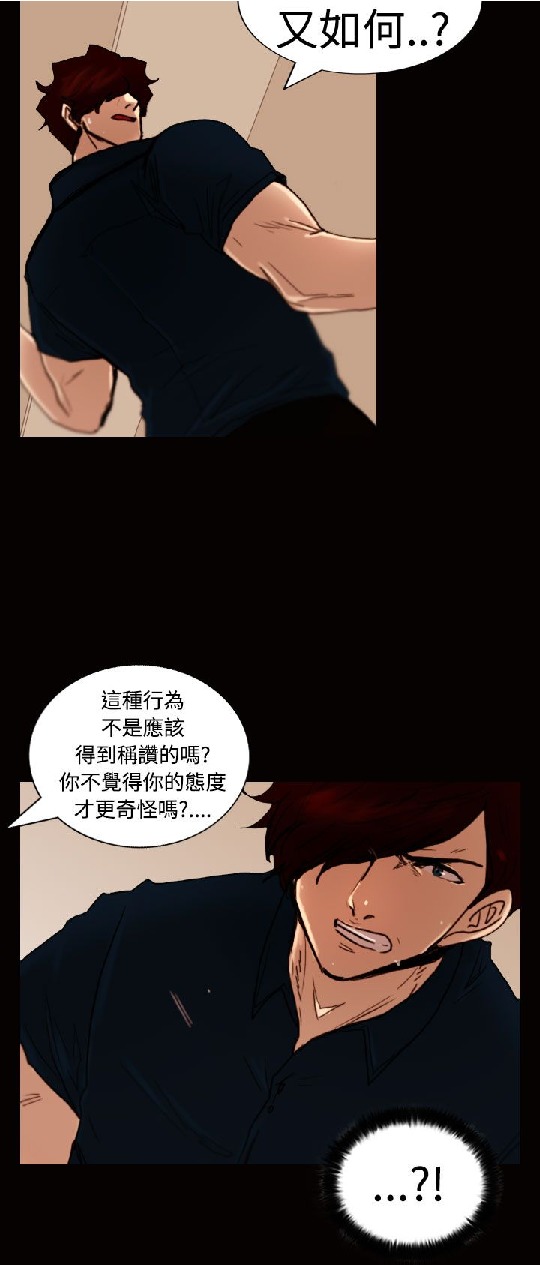 又如何..?
這種行為
不是應該
得到稱讚的嗎?
你不覺得你的態度
才更奇怪嗎?....
...?!